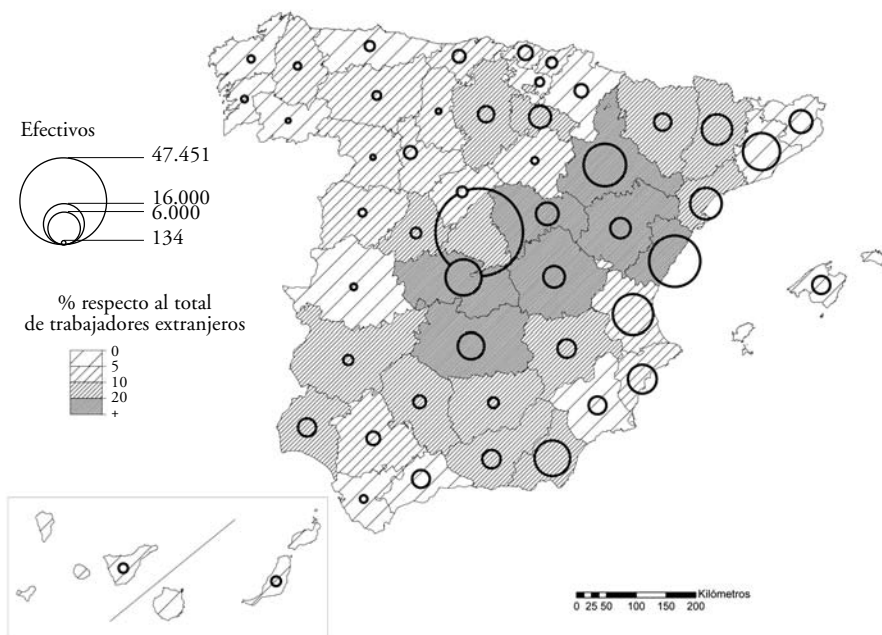 Efectivos
47.451
16.000
6.000
134
% respecto al total
de trabajadores extranjeros
0
5
10
20
+
Kilómetros
0 25 50 100 150 200